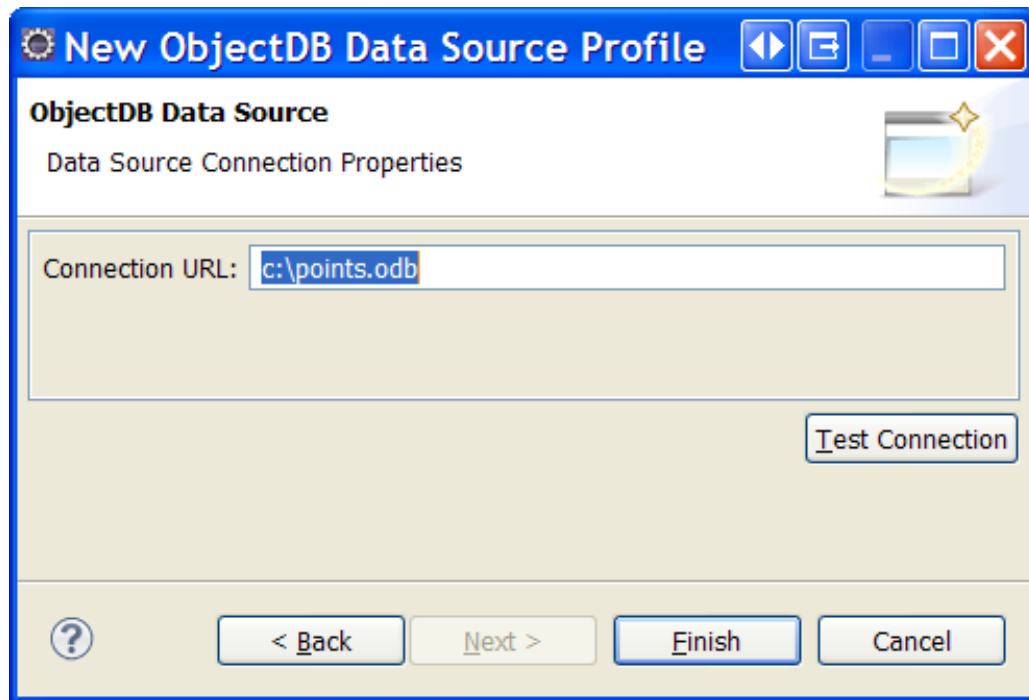 New ObjectDB Data Source Profile
ObjectDB Data Source
Data Source Connection Properties
Connection URL: c:\points.odb
Test Connection
? < Back Next > Finish Cancel